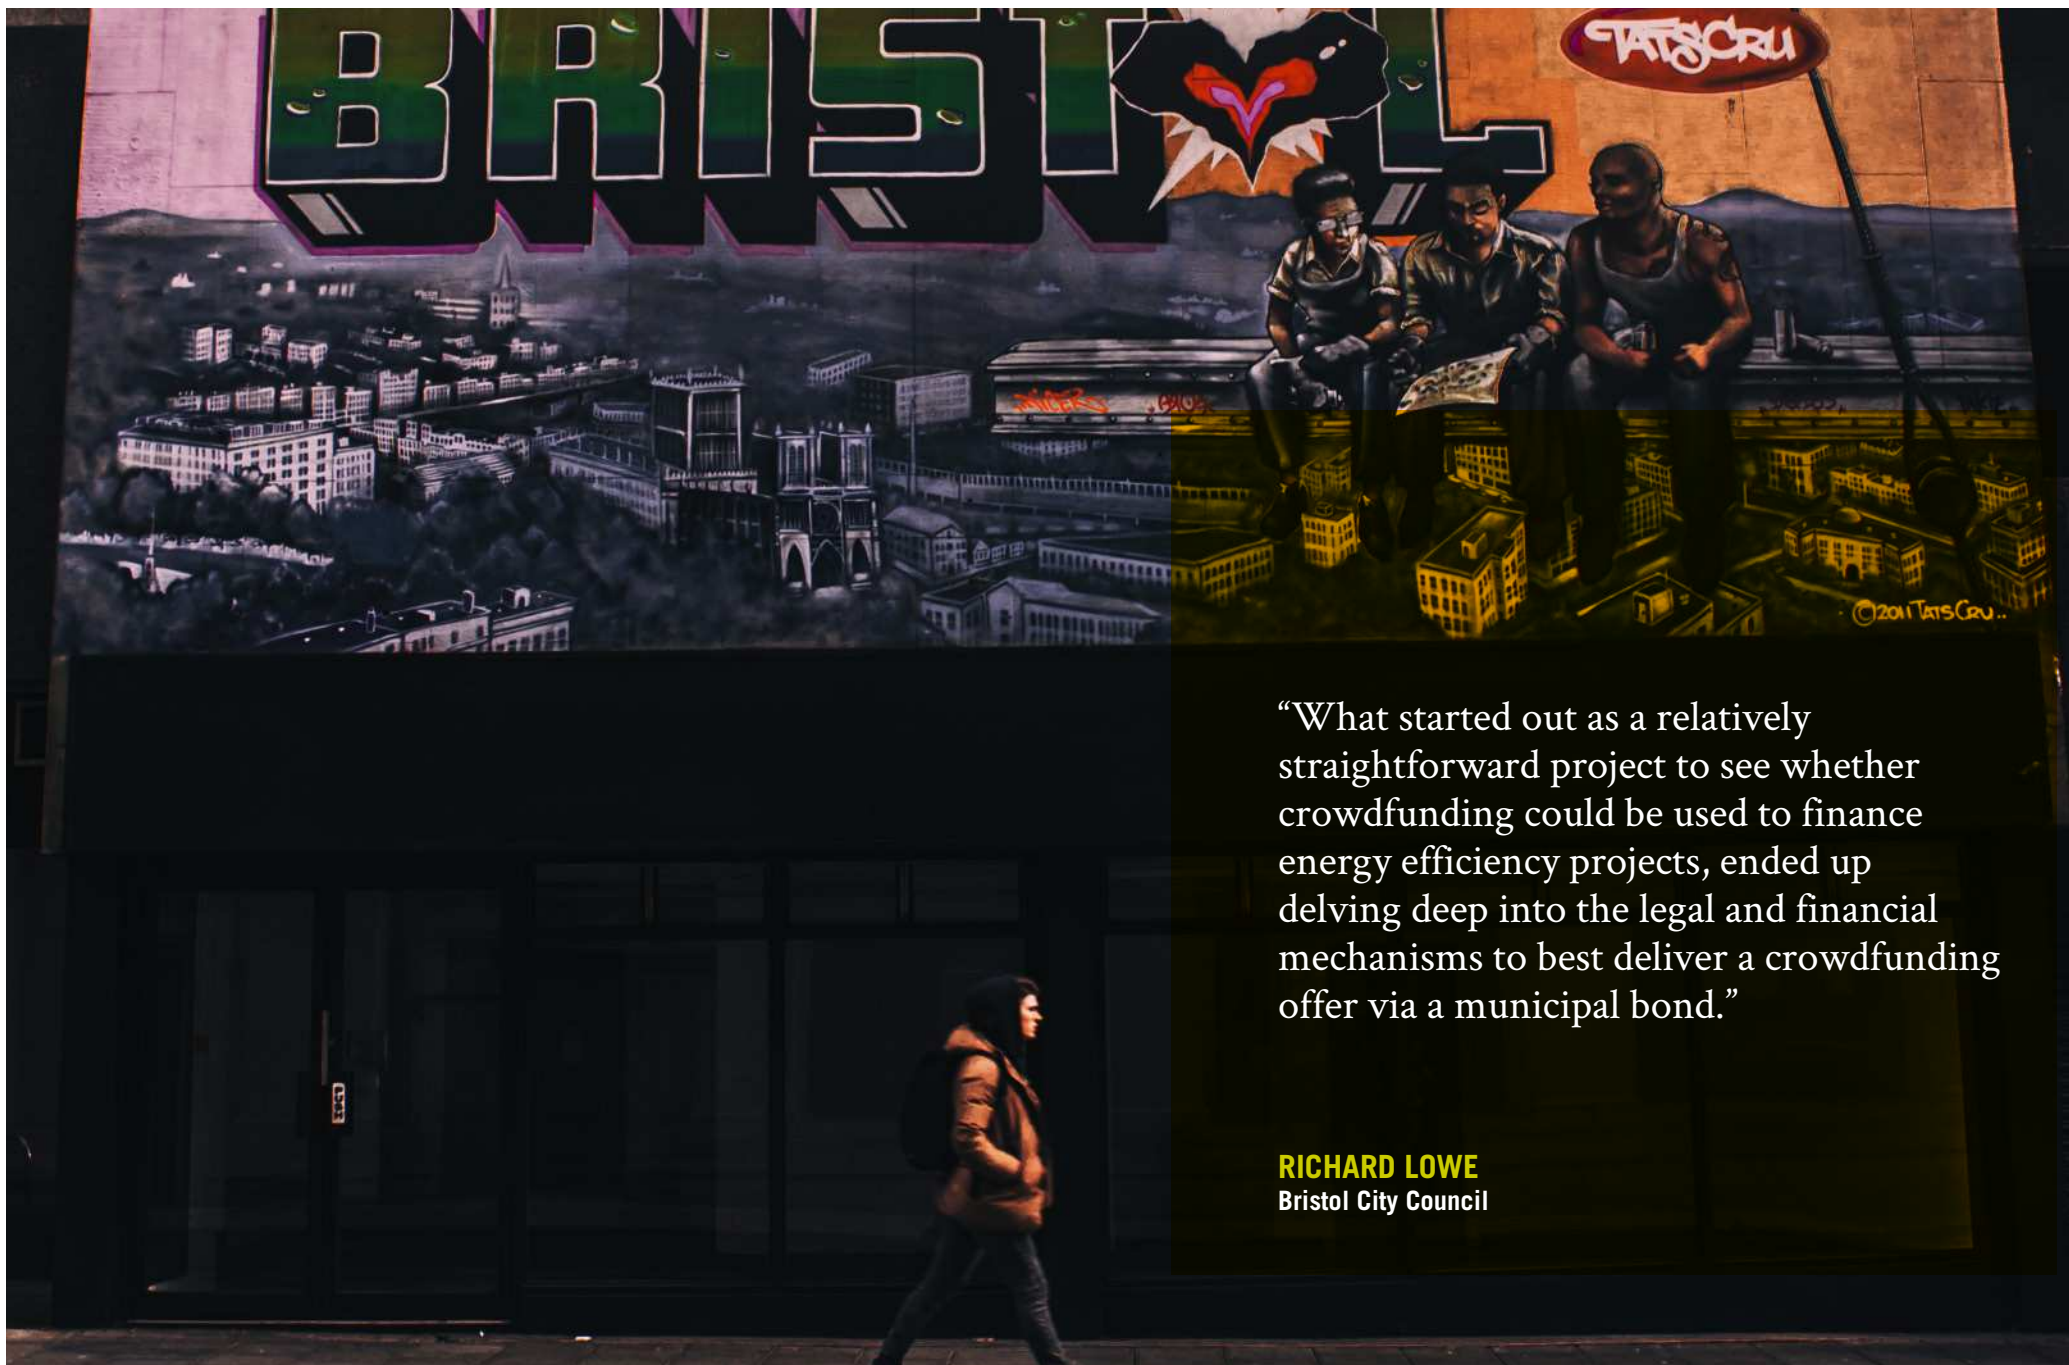 BRISTOL
TATS CRU
©2011 TATS CRU..
“What started out as a relatively
straightforward project to see whether
crowdfunding could be used to finance
energy efficiency projects, ended up
delving deep into the legal and financial
mechanisms to best deliver a crowdfunding
offer via a municipal bond.”
RICHARD LOWE
Bristol City Council